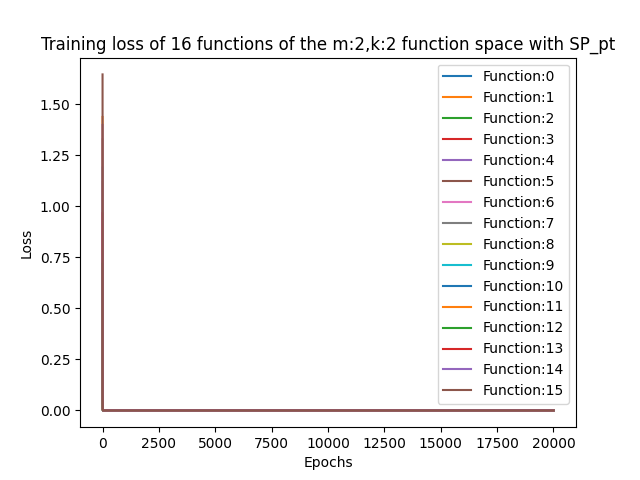 Training loss of 16 functions of the m:2,k:2 function space with SP_pt
Loss
1.50
1.25
1.00
0.75
0.50
0.25
0.00
Function:0
Function:1
Function:2
Function:3
Function:4
Function:5
Function:6
Function:7
Function:8
Function:9
Function:10
Function:11
Function:12
Function:13
Function:14
Function:15
0 2500 5000 7500 10000 12500 15000 17500 20000
Epochs